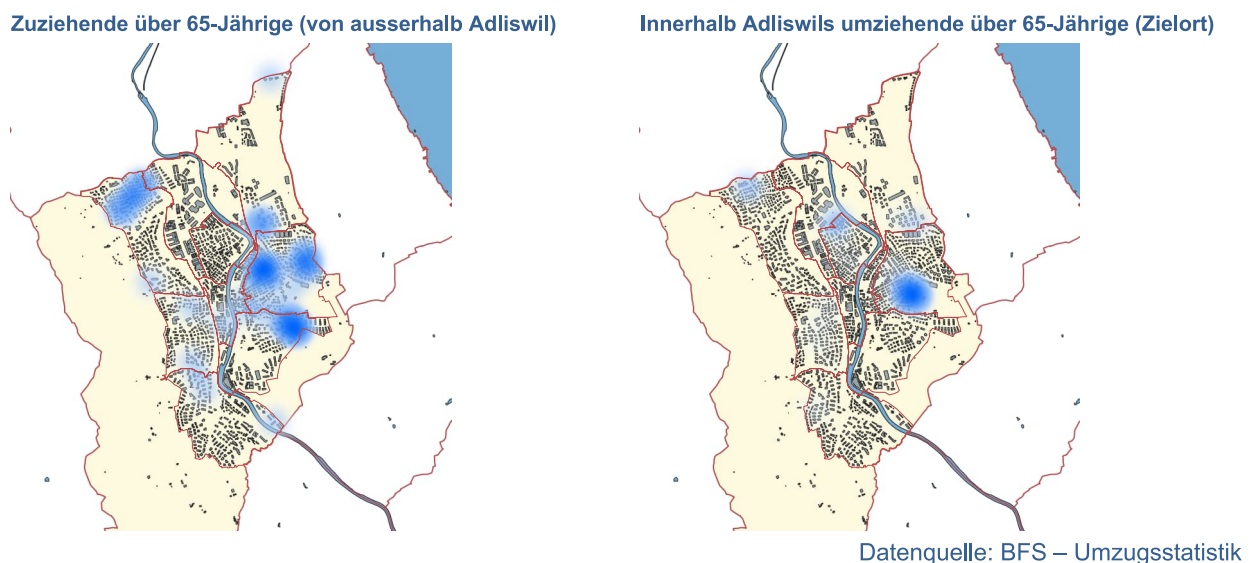 Zuziehende über 65-Jährige (von ausserhalb Adliswil)
Innerhalb Adliswils umziehende über 65-Jährige (Zielort)
Datenquelle: BFS – Umzugsstatistik